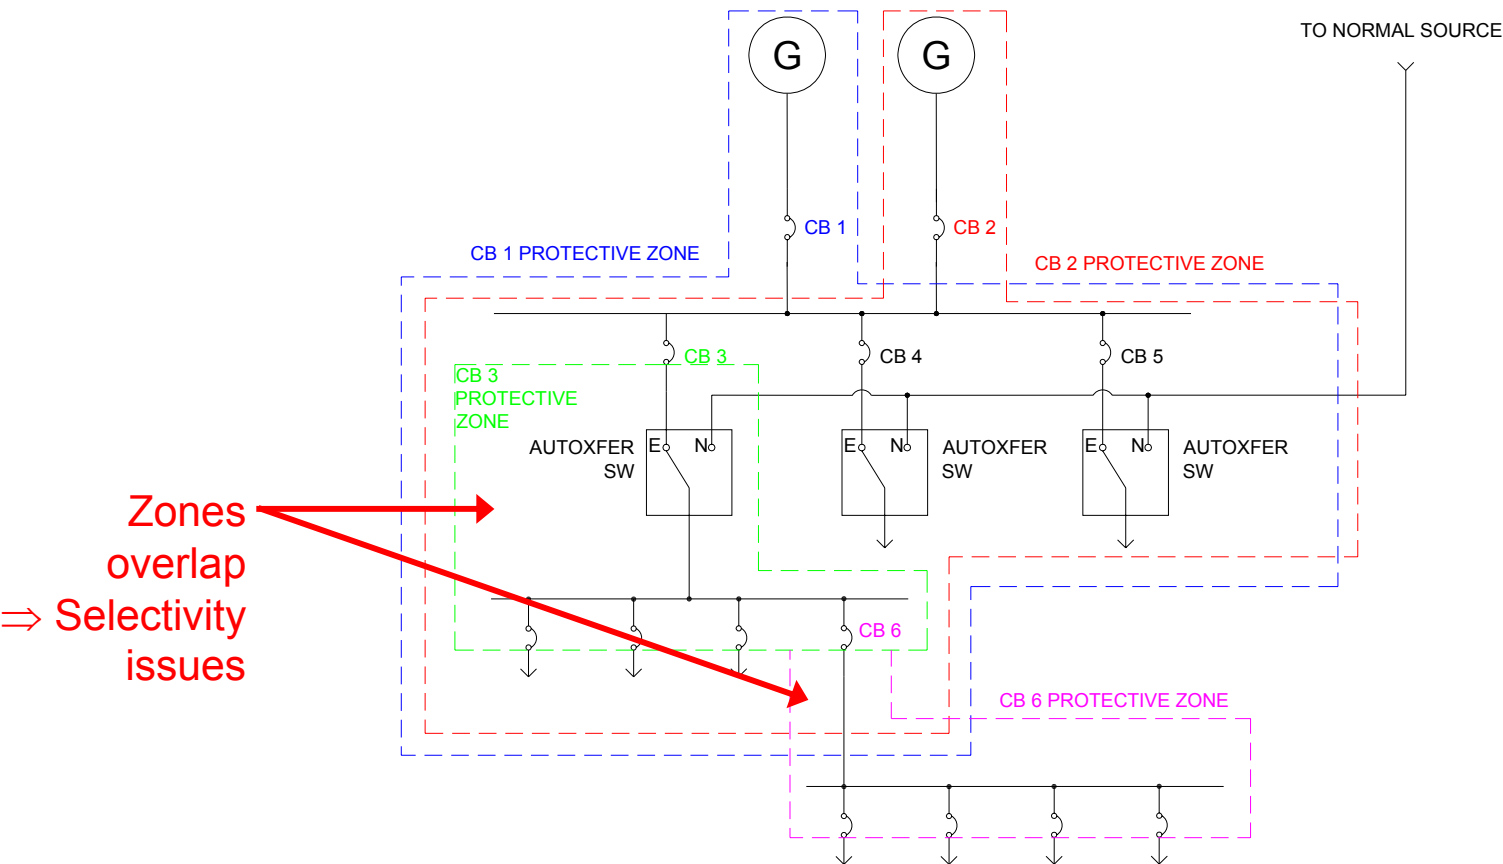 G
G
TO NORMAL SOURCE
CB 1
CB 2
CB 1 PROTECTIVE ZONE
CB 2 PROTECTIVE ZONE
CB 3
CB 4
CB 5
CB 3
PROTECTIVE
ZONE
AUTOXFER
SW
E
N
AUTOXFER
SW
E
N
AUTOXFER
SW
E
N
Zones
overlap
⇒ Selectivity
issues
CB 6
CB 6 PROTECTIVE ZONE